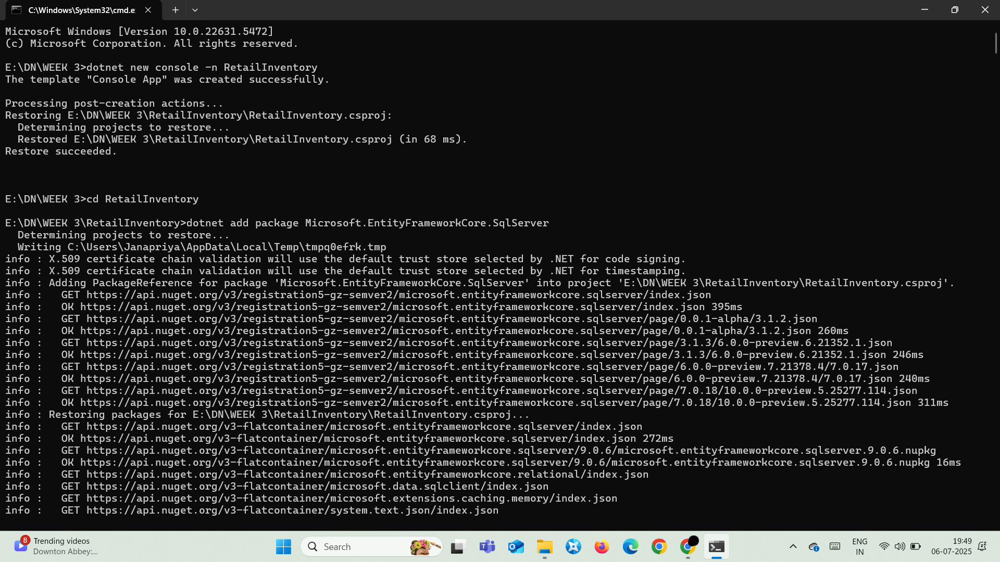 C:\Windows\System32\cmd.e
Microsoft Windows [Version 10.0.22631.5472]
(c) Microsoft Corporation. All rights reserved.
E:\DN\WEEK 3>dotnet new console -n RetailInventory
The template "Console App" was created successfully.
Processing post-creation actions...
Restoring E:\DN\WEEK 3\RetailInventory\RetailInventory.csproj:
  Determining projects to restore...
  Restored E:\DN\WEEK 3\RetailInventory\RetailInventory.csproj (in 68 ms).
Restore succeeded.
E:\DN\WEEK 3>cd RetailInventory
E:\DN\WEEK 3\RetailInventory>dotnet add package Microsoft.EntityFrameworkCore.SqlServer
  Determining projects to restore...
  Writing C:\Users\Janapriya\AppData\Local\Temp\tmpq0efrk.tmp
info : X.509 certificate chain validation will use the default trust store selected by .NET for code signing.
info : X.509 certificate chain validation will use the default trust store selected by .NET for timestamping.
info : Adding PackageReference for package 'Microsoft.EntityFrameworkCore.SqlServer' into project 'E:\DN\WEEK 3\RetailInventory\RetailInventory.csproj'.
info :   GET https://api.nuget.org/v3/registration5-gz-semver2/microsoft.entityframeworkcore.sqlserver/index.json
info :   OK https://api.nuget.org/v3/registration5-gz-semver2/microsoft.entityframeworkcore.sqlserver/index.json 395ms
info :   GET https://api.nuget.org/v3/registration5-gz-semver2/microsoft.entityframeworkcore.sqlserver/page/0.0.1-alpha/3.1.2.json
info :   OK https://api.nuget.org/v3/registration5-gz-semver2/microsoft.entityframeworkcore.sqlserver/page/0.0.1-alpha/3.1.2.json 260ms
info :   GET https://api.nuget.org/v3/registration5-gz-semver2/microsoft.entityframeworkcore.sqlserver/page/3.1.3/6.0.0-preview.6.21352.1.json
info :   OK https://api.nuget.org/v3/registration5-gz-semver2/microsoft.entityframeworkcore.sqlserver/page/3.1.3/6.0.0-preview.6.21352.1.json 246ms
info :   GET https://api.nuget.org/v3/registration5-gz-semver2/microsoft.entityframeworkcore.sqlserver/page/6.0.0-preview.7.21378.4/7.0.17.json
info :   OK https://api.nuget.org/v3/registration5-gz-semver2/microsoft.entityframeworkcore.sqlserver/page/6.0.0-preview.7.21378.4/7.0.17.json 240ms
info :   GET https://api.nuget.org/v3/registration5-gz-semver2/microsoft.entityframeworkcore.sqlserver/page/7.0.18/10.0.0-preview.5.25277.114.json
info :   OK https://api.nuget.org/v3/registration5-gz-semver2/microsoft.entityframeworkcore.sqlserver/page/7.0.18/10.0.0-preview.5.25277.114.json 311ms
info : Restoring packages for E:\DN\WEEK 3\RetailInventory\RetailInventory.csproj...
info :   GET https://api.nuget.org/v3-flatcontainer/microsoft.entityframeworkcore.sqlserver/index.json
info :   OK https://api.nuget.org/v3-flatcontainer/microsoft.entityframeworkcore.sqlserver/index.json 272ms
info :   GET https://api.nuget.org/v3-flatcontainer/microsoft.entityframeworkcore.sqlserver/9.0.6/microsoft.entityframeworkcore.sqlserver.9.0.6.nupkg
info :   OK https://api.nuget.org/v3-flatcontainer/microsoft.entityframeworkcore.sqlserver/9.0.6/microsoft.entityframeworkcore.sqlserver.9.0.6.nupkg 16ms
info :   GET https://api.nuget.org/v3-flatcontainer/microsoft.entityframeworkcore.relational/index.json
info :   GET https://api.nuget.org/v3-flatcontainer/microsoft.data.sqlclient/index.json
info :   GET https://api.nuget.org/v3-flatcontainer/microsoft.extensions.caching.memory/index.json
info :   GET https://api.nuget.org/v3-flatcontainer/system.text.json/index.json
8
Trending videos
Downton Abbey:...
Search
ENG
IN
19:49
06-07-2025